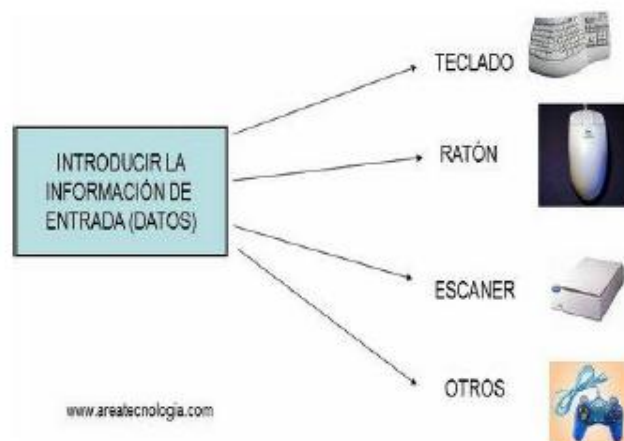 TECLADO
RATÓN
INTRODUCIR LA
INFORMACIÓN DE
ENTRADA (DATOS)
ESCANER
OTROS
www.areatecnologia.com